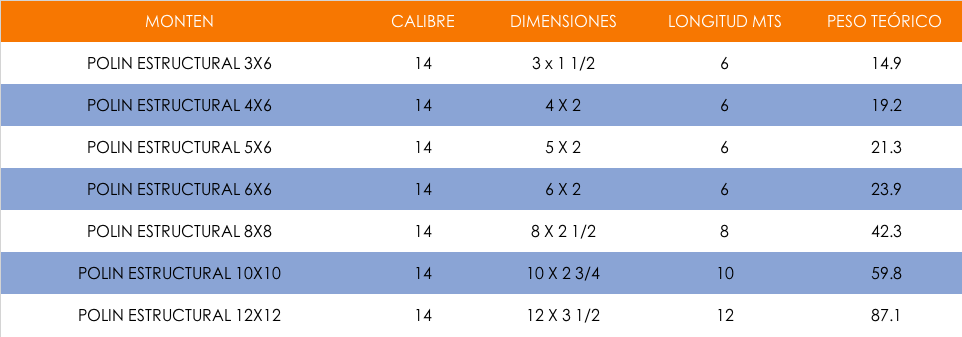 MONTEN CALIBRE DIMENSIONES LONGITUD MTS PESO TEÓRICO
POLIN ESTRUCTURAL 3X6 14 3 x 1 1/2 6 14.9
POLIN ESTRUCTURAL 4X6 14 4 X 2 6 19.2
POLIN ESTRUCTURAL 5X6 14 5 X 2 6 21.3
POLIN ESTRUCTURAL 6X6 14 6 X 2 6 23.9
POLIN ESTRUCTURAL 8X8 14 8 X 2 1/2 8 42.3
POLIN ESTRUCTURAL 10X10 14 10 X 2 3/4 10 59.8
POLIN ESTRUCTURAL 12X12 14 12 X 3 1/2 12 87.1